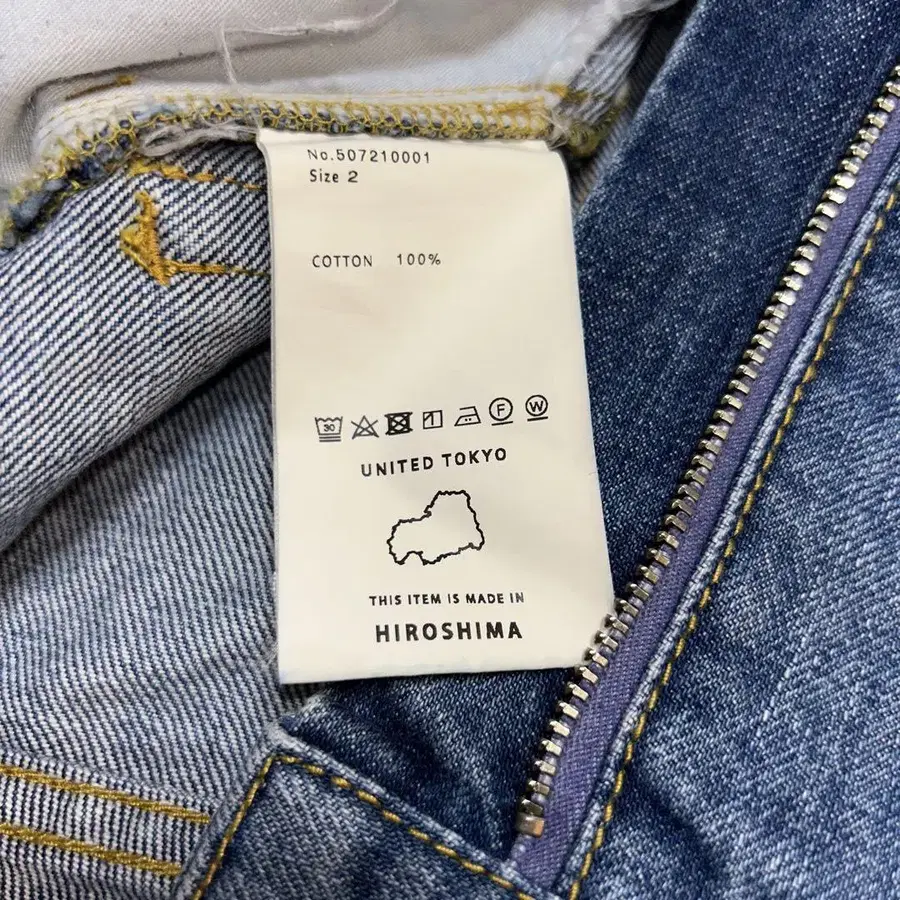 No.507210001
Size 2
COTTON 100%
30 F W
UNITED TOKYO
THIS ITEM IS MADE IN
HIROSHIMA